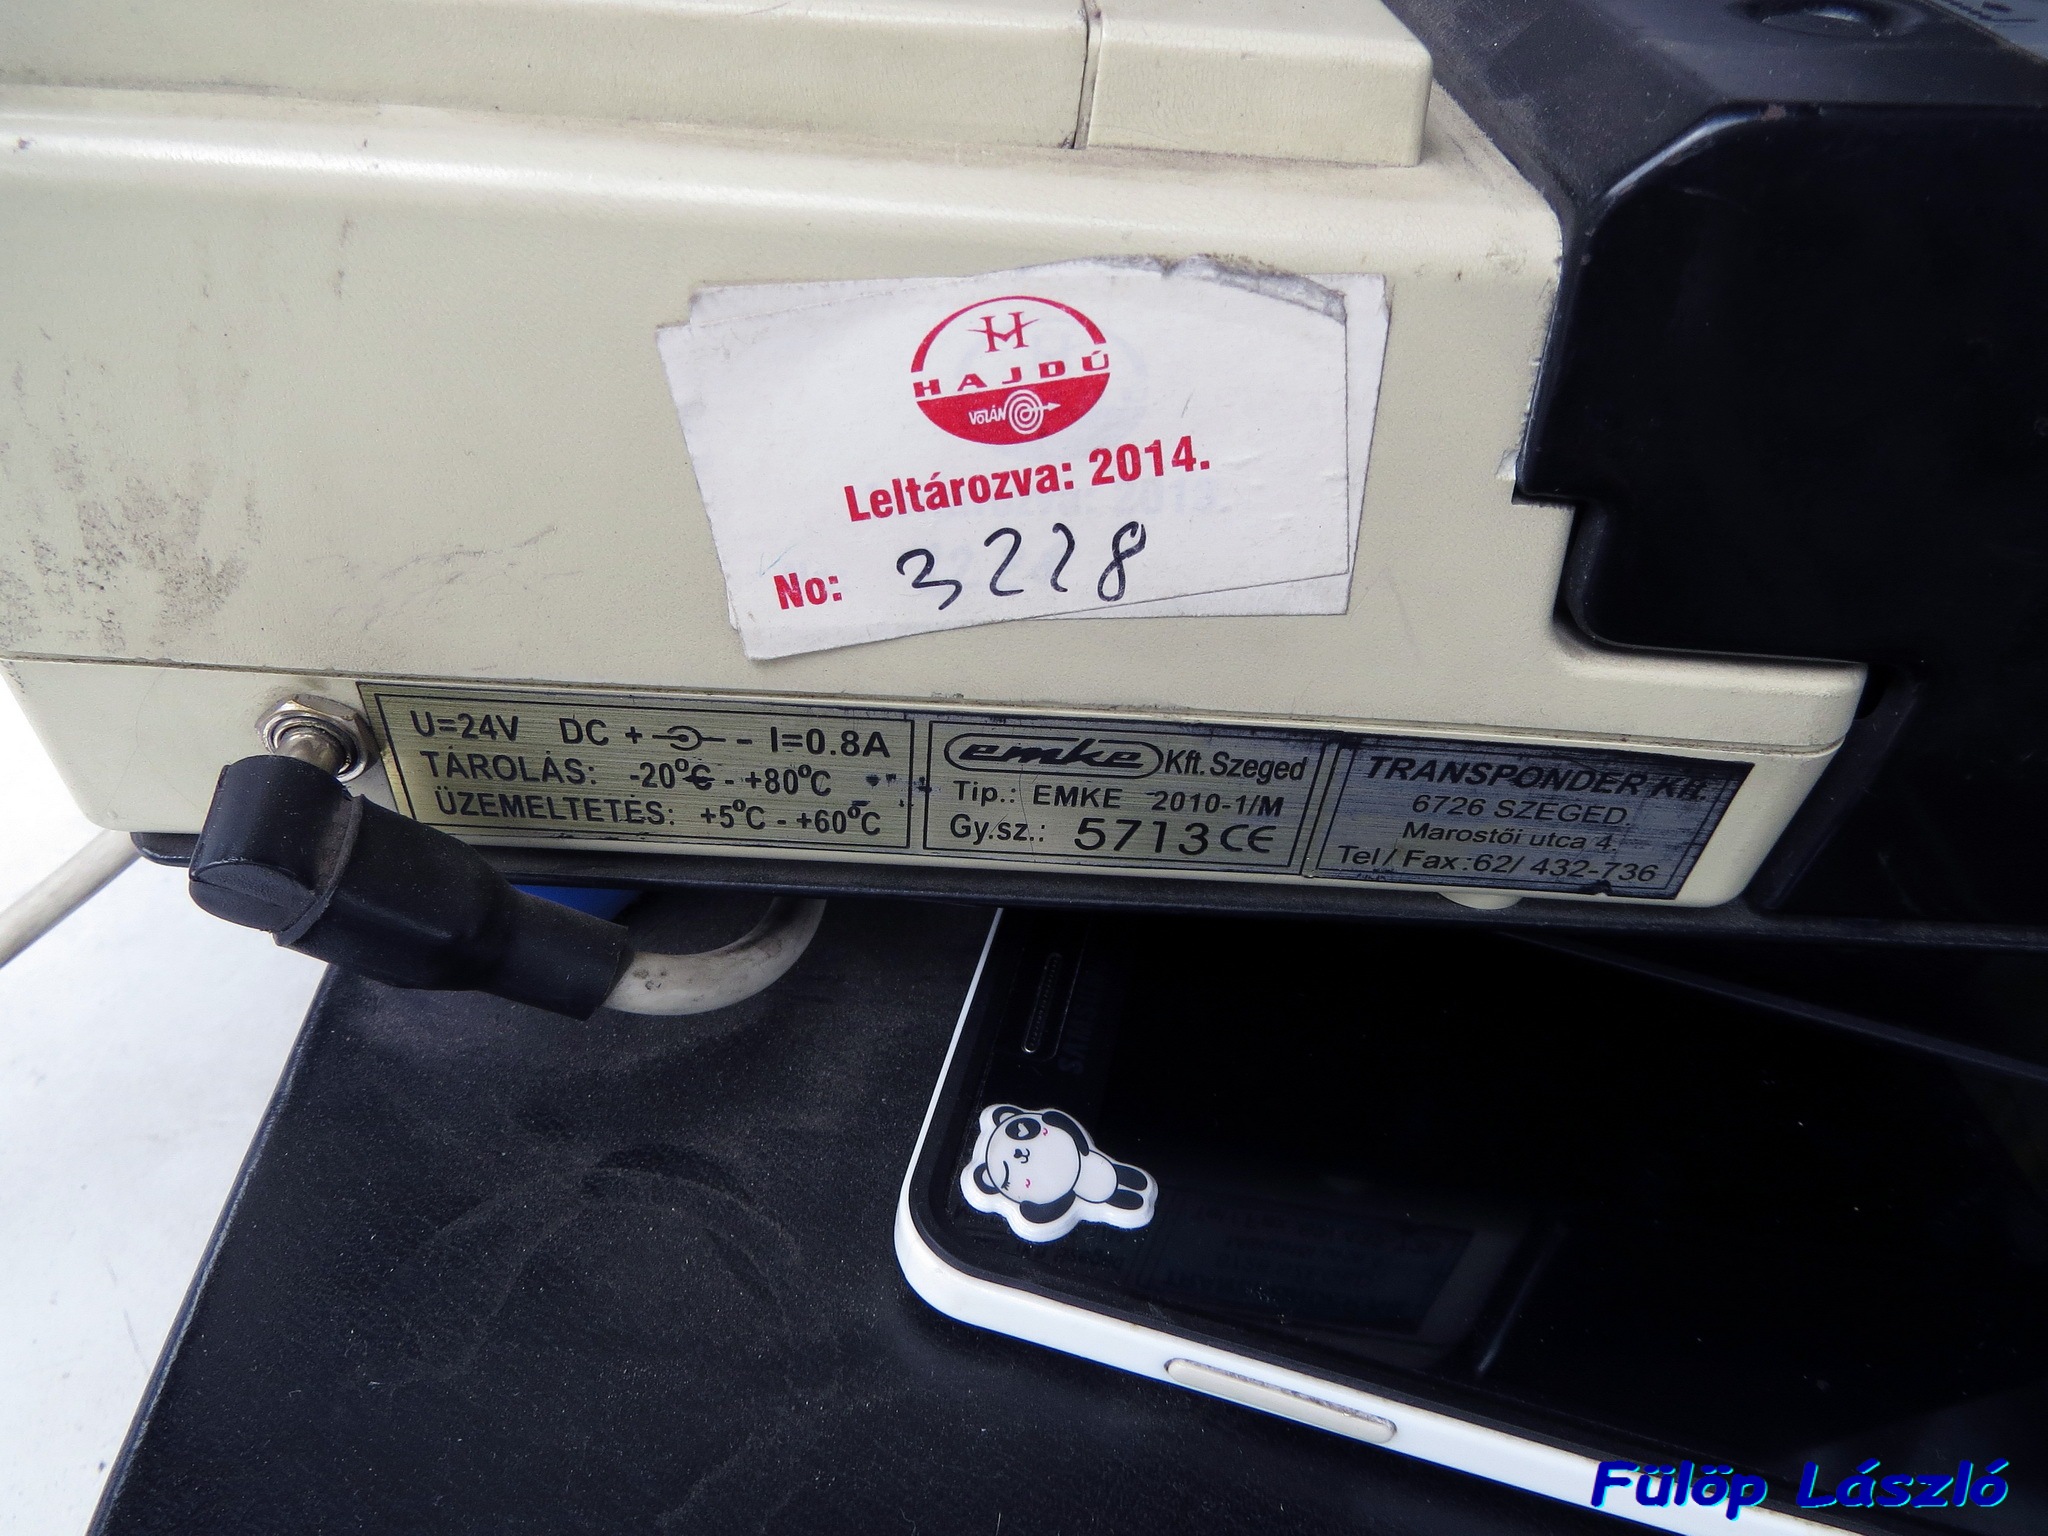 H
HAJDÚ
VOLÁN
Leltározva: 2014.
No: 3228
U=24V DC + - I=0.8A
TÁROLÁS: -20°C - +80°C
ÜZEMELTETÉS: +5°C - +60°C
emke Kft. Szeged
Tip.: EMKE 2010-1/M
Gy.sz.: 5713 CE
TRANSPONDER Kft.
6726 SZEGED
Marostői utca 4.
Tel / Fax :62/ 432-736
SAMSUNG
Fülöp László